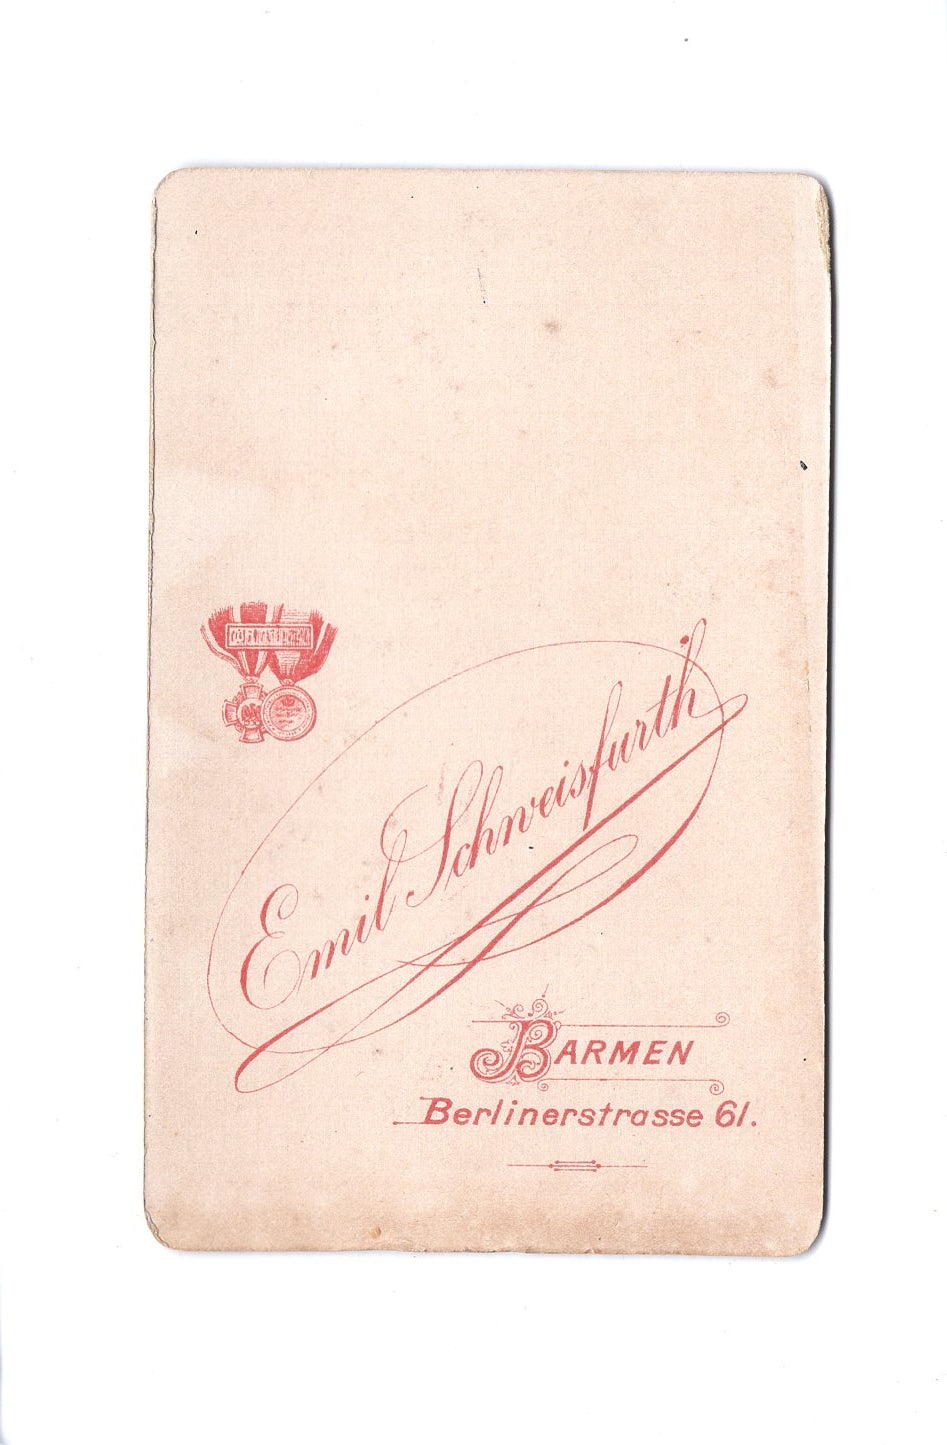 Emil Schweisfurth
BARMEN
Berlinerstrasse 61.